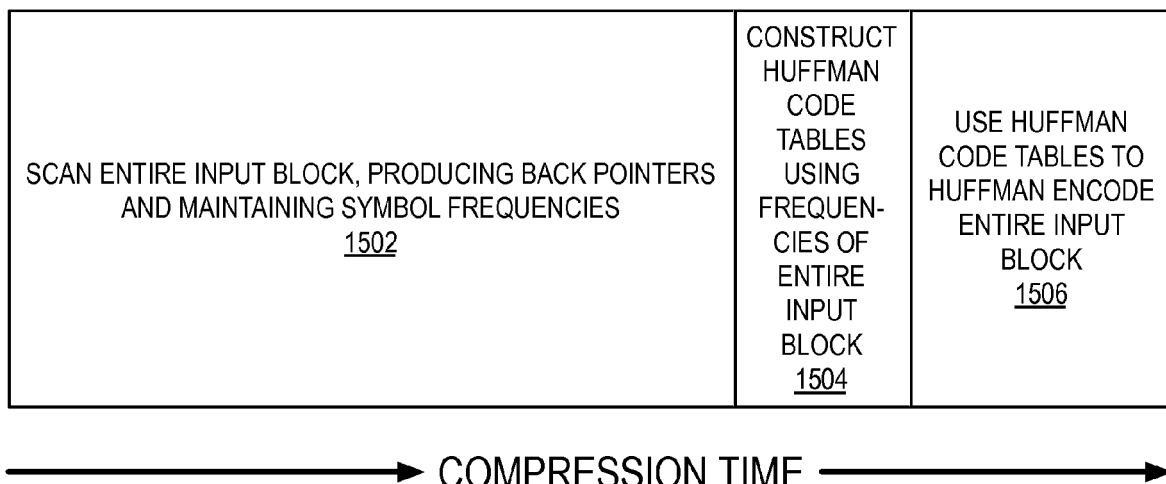 SCAN ENTIRE INPUT BLOCK, PRODUCING BACK POINTERS
AND MAINTAINING SYMBOL FREQUENCIES
1502
CONSTRUCT
HUFFMAN
CODE
TABLES
USING
FREQUEN-
CIES OF
ENTIRE
INPUT
BLOCK
1504
USE HUFFMAN
CODE TABLES TO
HUFFMAN ENCODE
ENTIRE INPUT
BLOCK
1506
COMPRESSION TIME